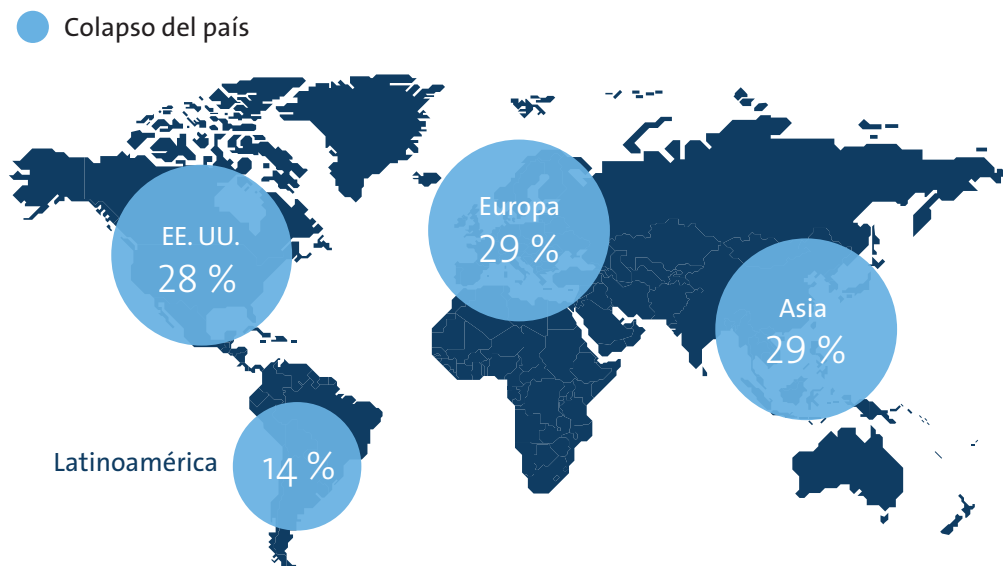 Colapso del país
EE. UU.
28 %
Europa
29 %
Asia
29 %
Latinoamérica
14 %